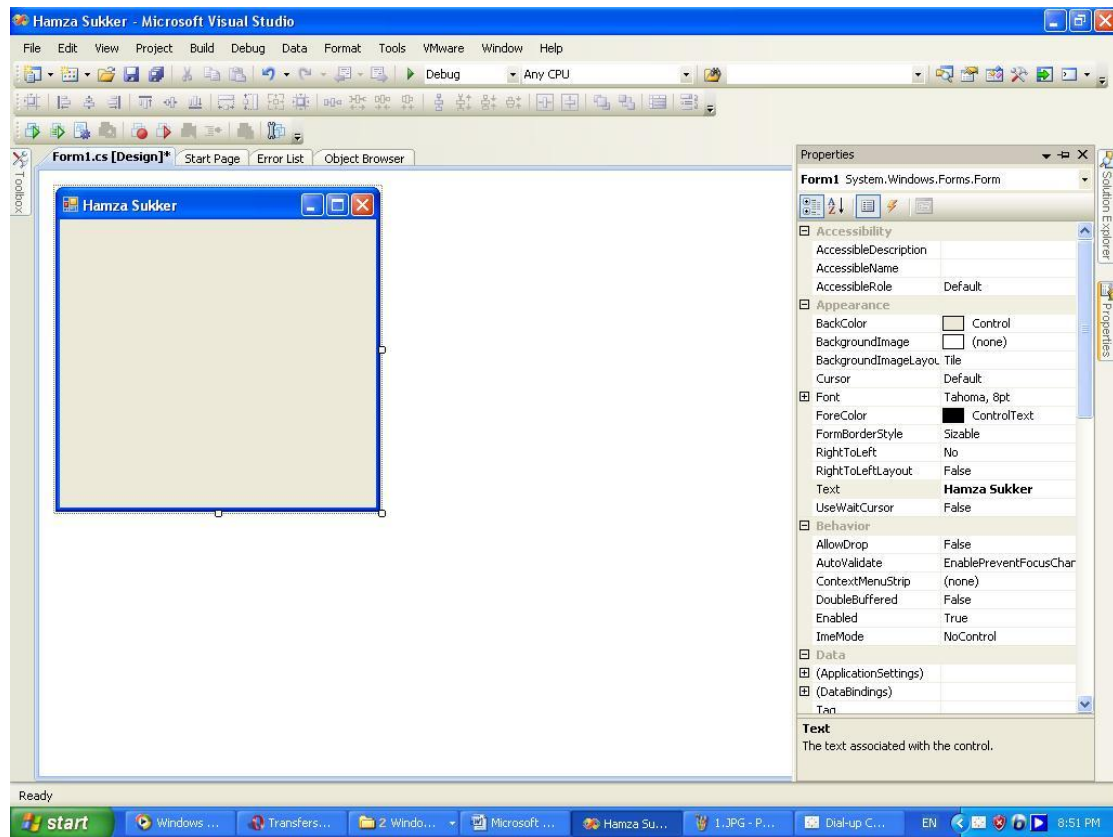 Hamza Sukker - Microsoft Visual Studio
File Edit View Project Build Debug Data Format Tools VMware Window Help
Debug Any CPU
Form1.cs [Design]* Start Page Error List Object Browser
Toolbox
Hamza Sukker
Properties
Form1 System.Windows.Forms.Form
Accessibility
AccessibleDescription
AccessibleName
AccessibleRole Default
Appearance
BackColor Control
BackgroundImage (none)
BackgroundImageLayou Tile
Cursor Default
Font Tahoma, 8pt
ForeColor ControlText
FormBorderStyle Sizable
RightToLeft No
RightToLeftLayout False
Text Hamza Sukker
UseWaitCursor False
Behavior
AllowDrop False
AutoValidate EnablePreventFocusChar
ContextMenuStrip (none)
DoubleBuffered False
Enabled True
ImeMode NoControl
Data
(ApplicationSettings)
(DataBindings)
Tag
Text
The text associated with the control.
Solution Explorer
Properties
Ready
start Windows ... Transfers... 2 Windo... Microsoft ... Hamza Su... 1.JPG - P... Dial-up C... EN 8:51 PM